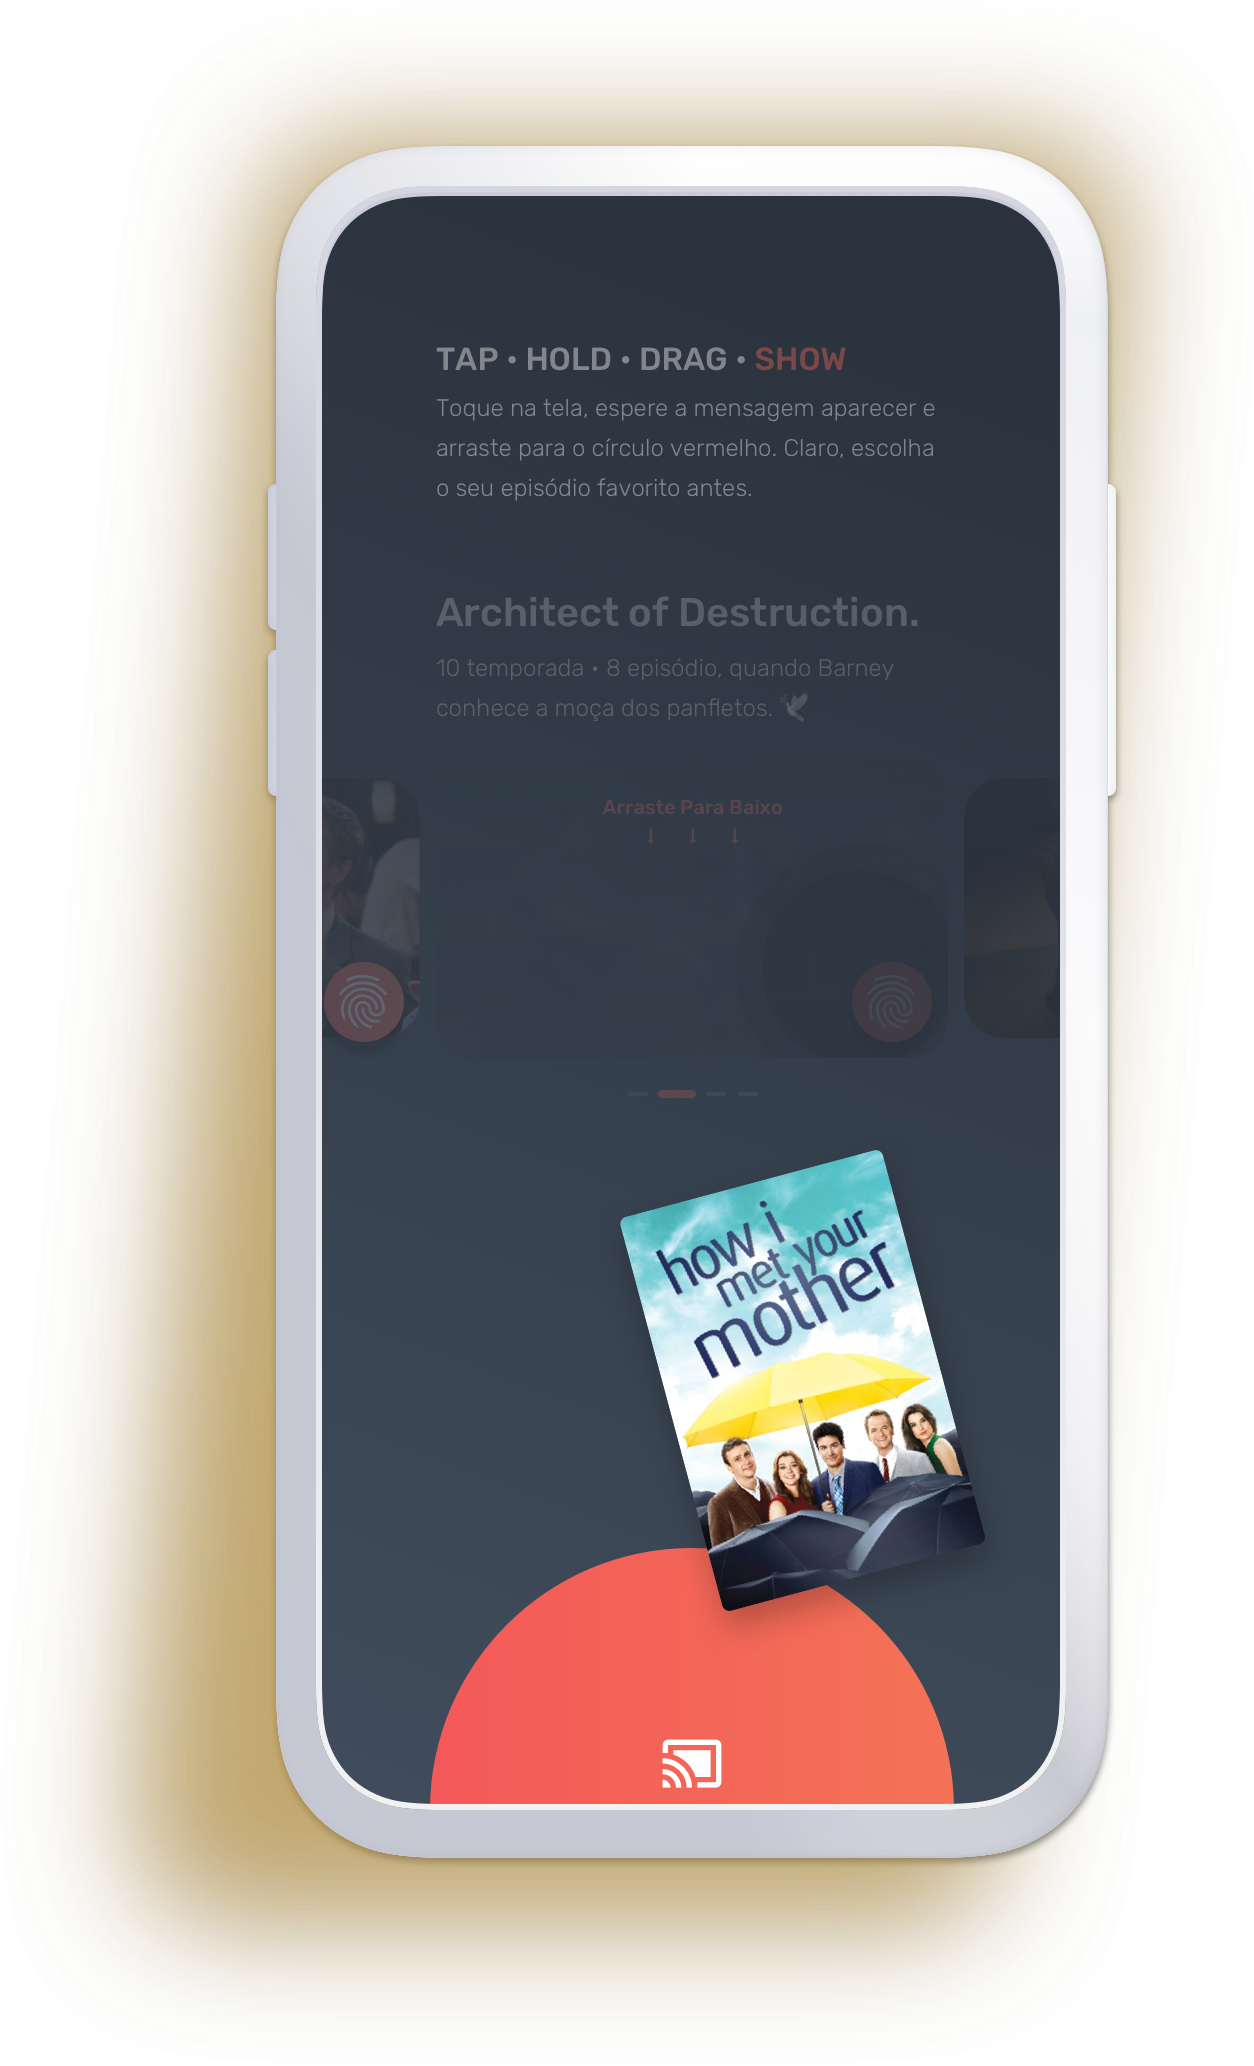 TAP • HOLD • DRAG • SHOW
Toque na tela, espere a mensagem aparecer e
arraste para o círculo vermelho. Claro, escolha
o seu episódio favorito antes.
Architect of Destruction.
10 temporada • 8 episódio, quando Barney
conhece a moça dos panfletos. 🕊
Arraste Para Baixo
↓ ↓ ↓
how i
met your
mother